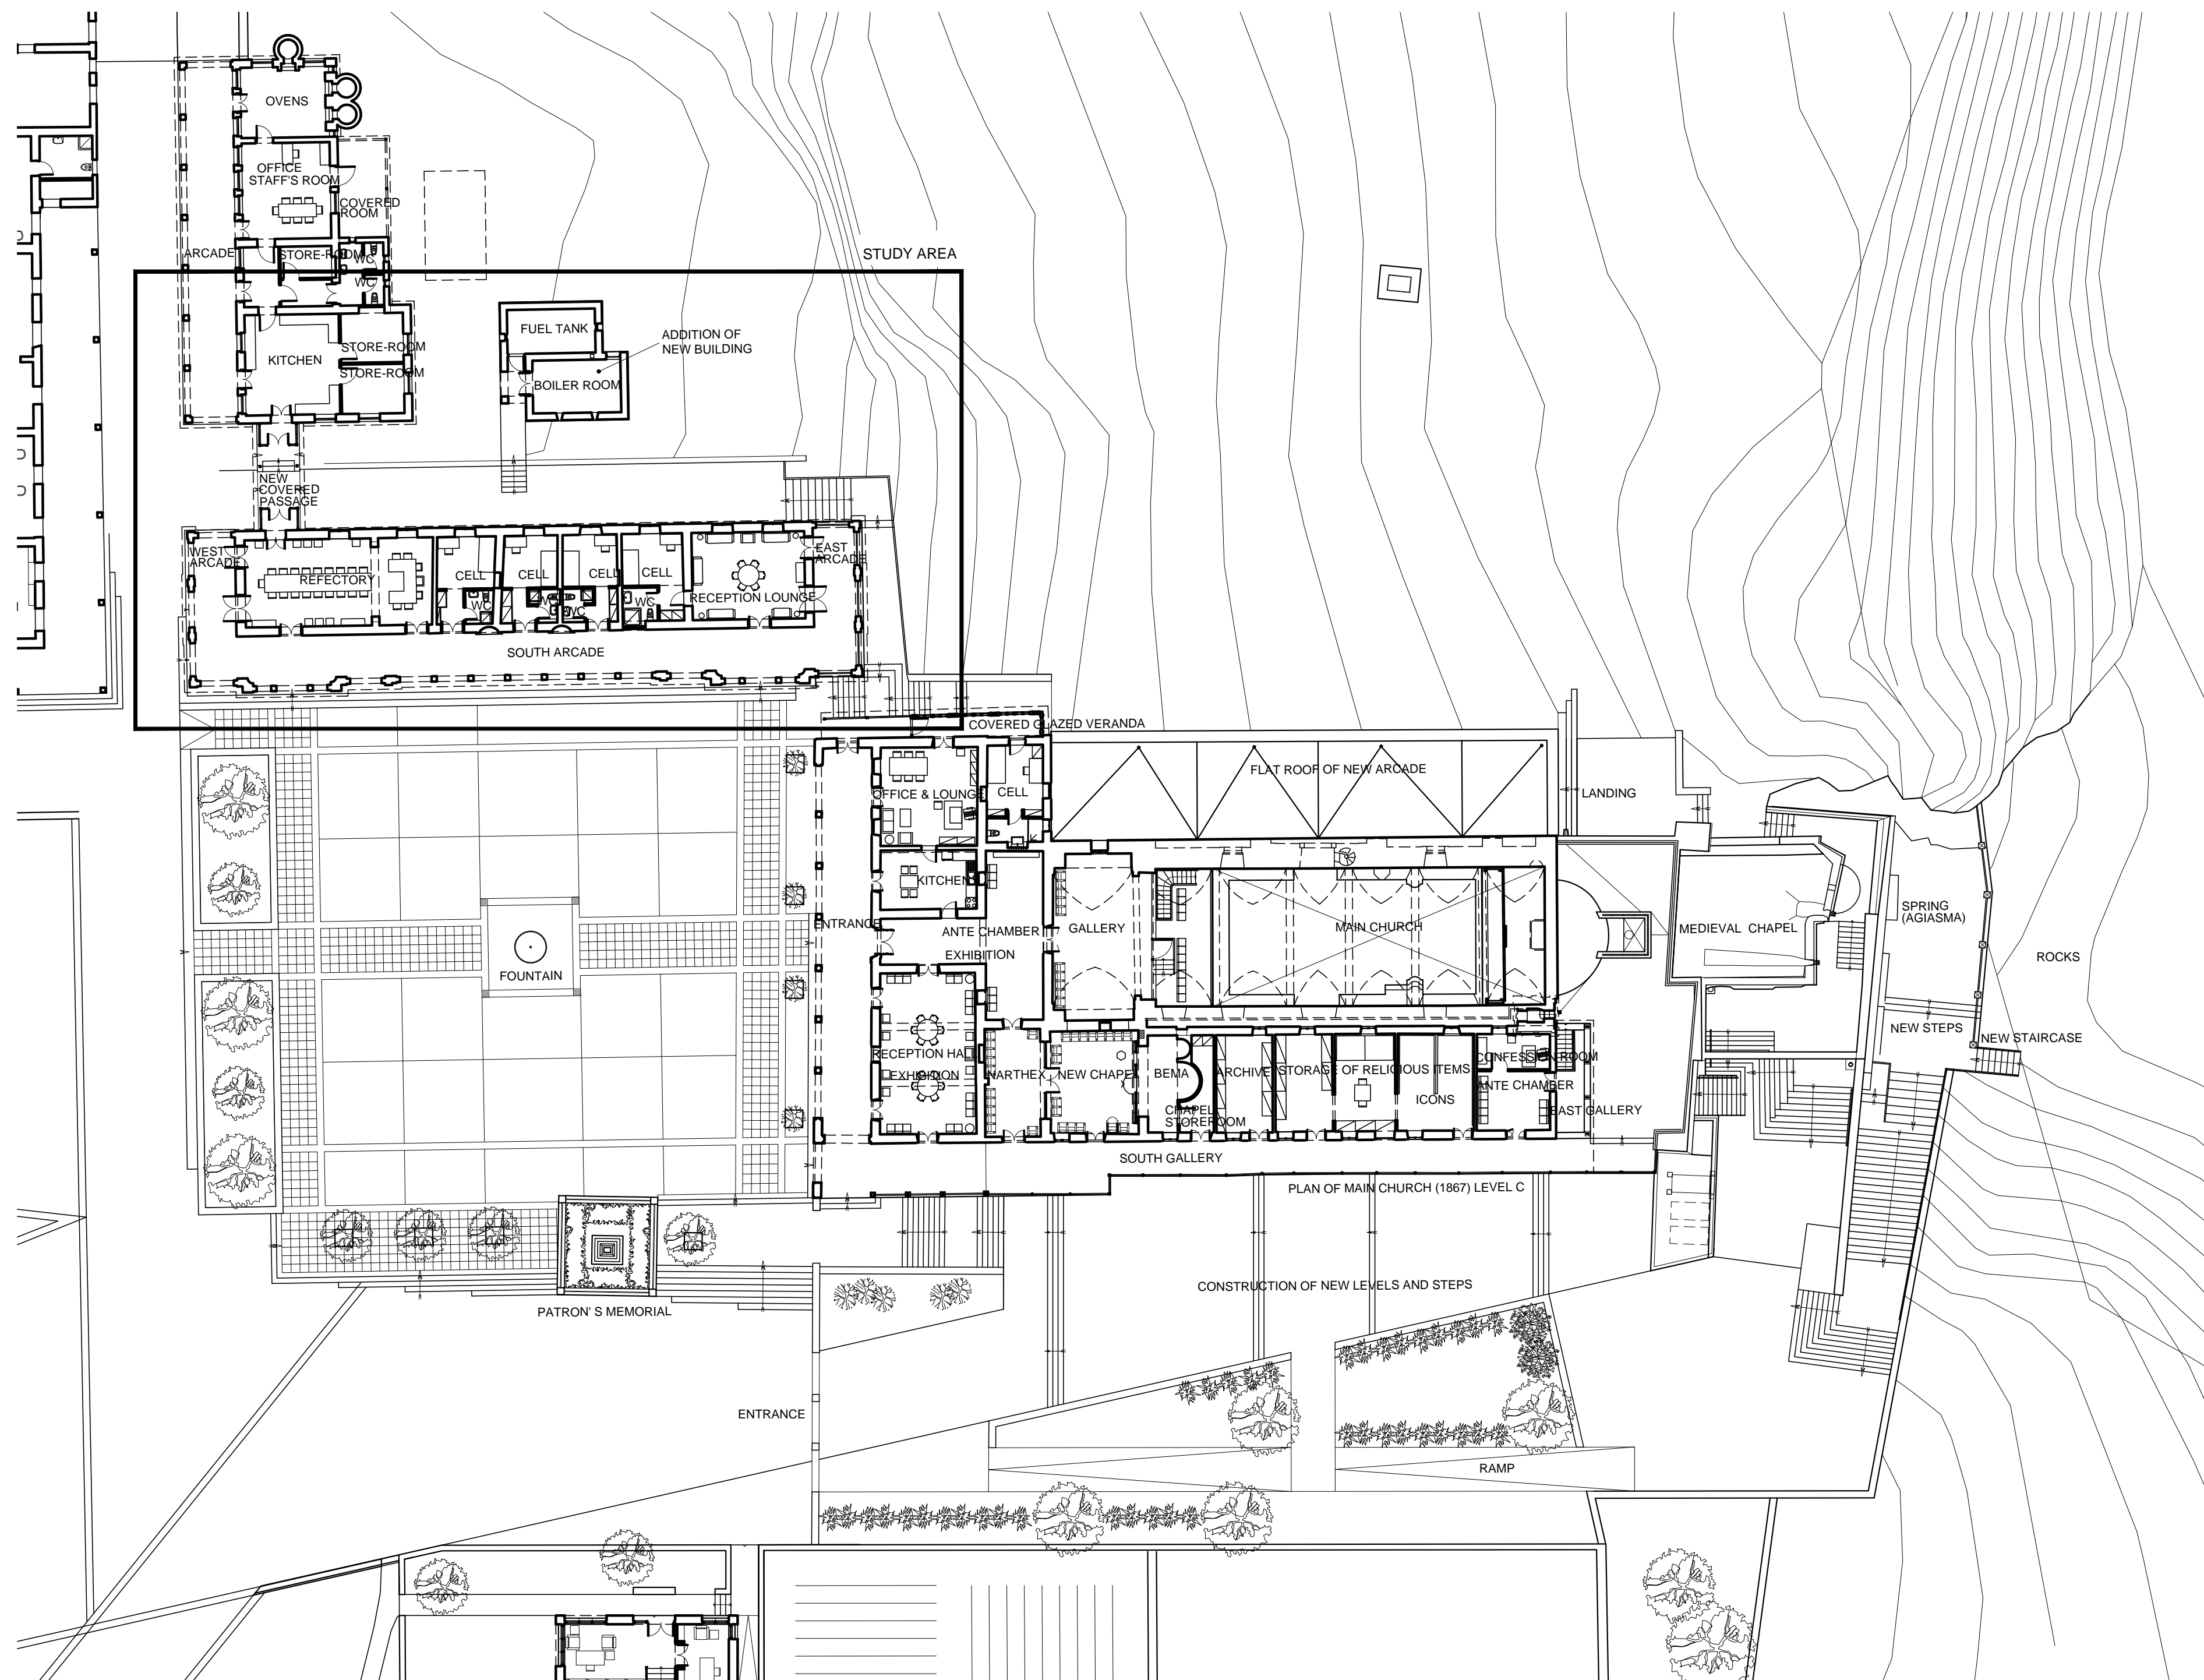 OVENS
OFFICE
STAFF'S ROOM
COVERED
ROOM
ARCADE
STORE-ROOM
WC
WC
STUDY AREA
KITCHEN
STORE-ROOM
STORE-ROOM
FUEL TANK
BOILER ROOM
ADDITION OF
NEW BUILDING
NEW
COVERED
PASSAGE
WEST
ARCADE
REFECTORY
CELL
CELL
CELL
CELL
WC
WC
WC
WC
RECEPTION LOUNGE
EAST
ARCADE
SOUTH ARCADE
COVERED GLAZED VERANDA
OFFICE & LOUNGE
CELL
FLAT ROOF OF NEW ARCADE
LANDING
KITCHEN
ENTRANCE
ANTE CHAMBER
EXHIBITION
GALLERY
MAIN CHURCH
MEDIEVAL CHAPEL
SPRING
(AGIASMA)
ROCKS
FOUNTAIN
NEW STEPS
NEW STAIRCASE
RECEPTION HALL
EXHIBITION
NARTHEX
NEW CHAPEL
BEMA
ARCHIVE
STORAGE OF RELIGIOUS ITEMS
CONFESSION ROOM
ANTE CHAMBER
ICONS
CHAPEL
STOREROOM
EAST GALLERY
SOUTH GALLERY
PLAN OF MAIN CHURCH (1867) LEVEL C
CONSTRUCTION OF NEW LEVELS AND STEPS
PATRON' S MEMORIAL
ENTRANCE
RAMP